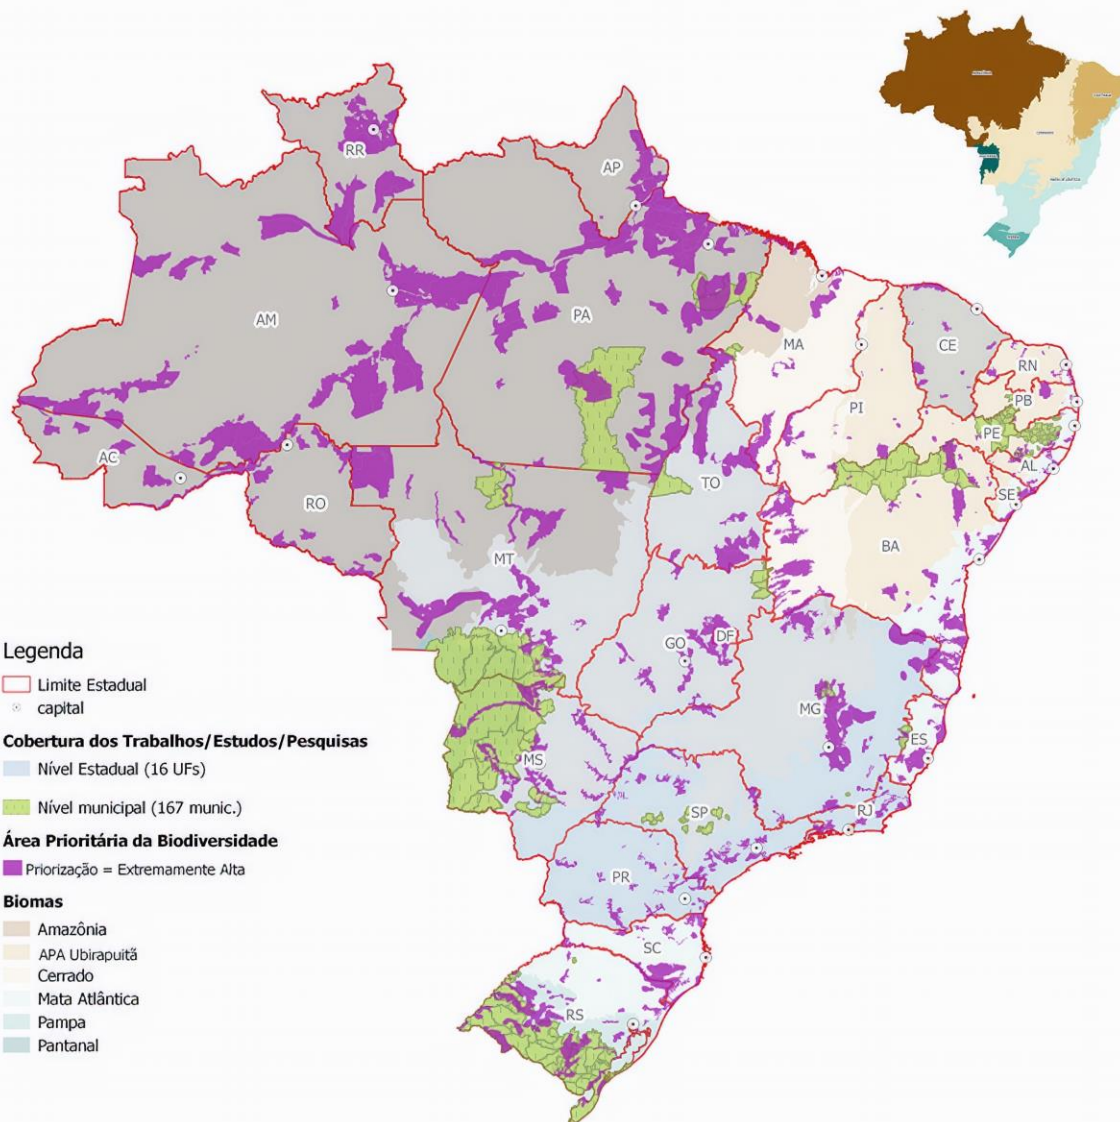 RR
AP
AM
PA
MA
CE
RN
PB
PI
PE
AL
SE
AC
TO
RO
BA
MT
GO
DF
MG
ES
MS
SP
RJ
PR
SC
RS
Legenda
Limite Estadual
capital
Cobertura dos Trabalhos/Estudos/Pesquisas
Nível Estadual (16 UFs)
Nível municipal (167 munic.)
Área Prioritária da Biodiversidade
Priorização = Extremamente Alta
Biomas
Amazônia
APA Ubirapuitã
Cerrado
Mata Atlântica
Pampa
Pantanal